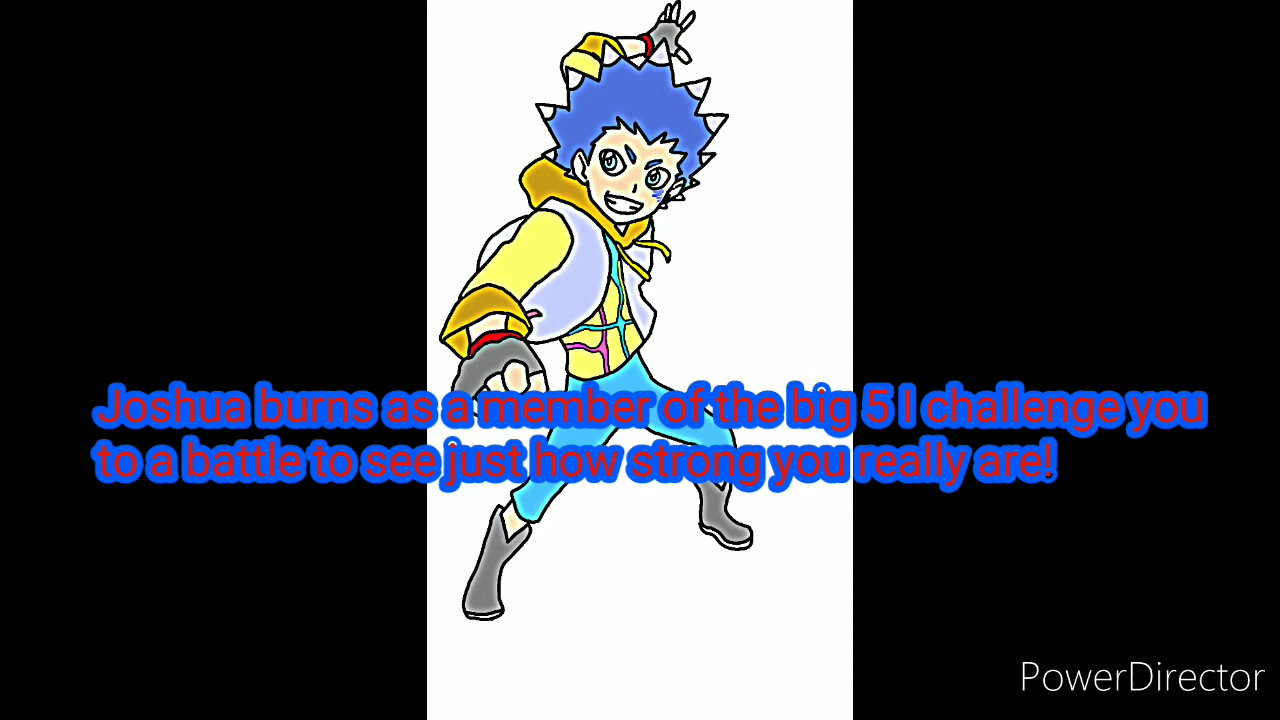 Joshua burns as a member of the big 5 I challenge you
to a battle to see just how strong you really are!
PowerDirector